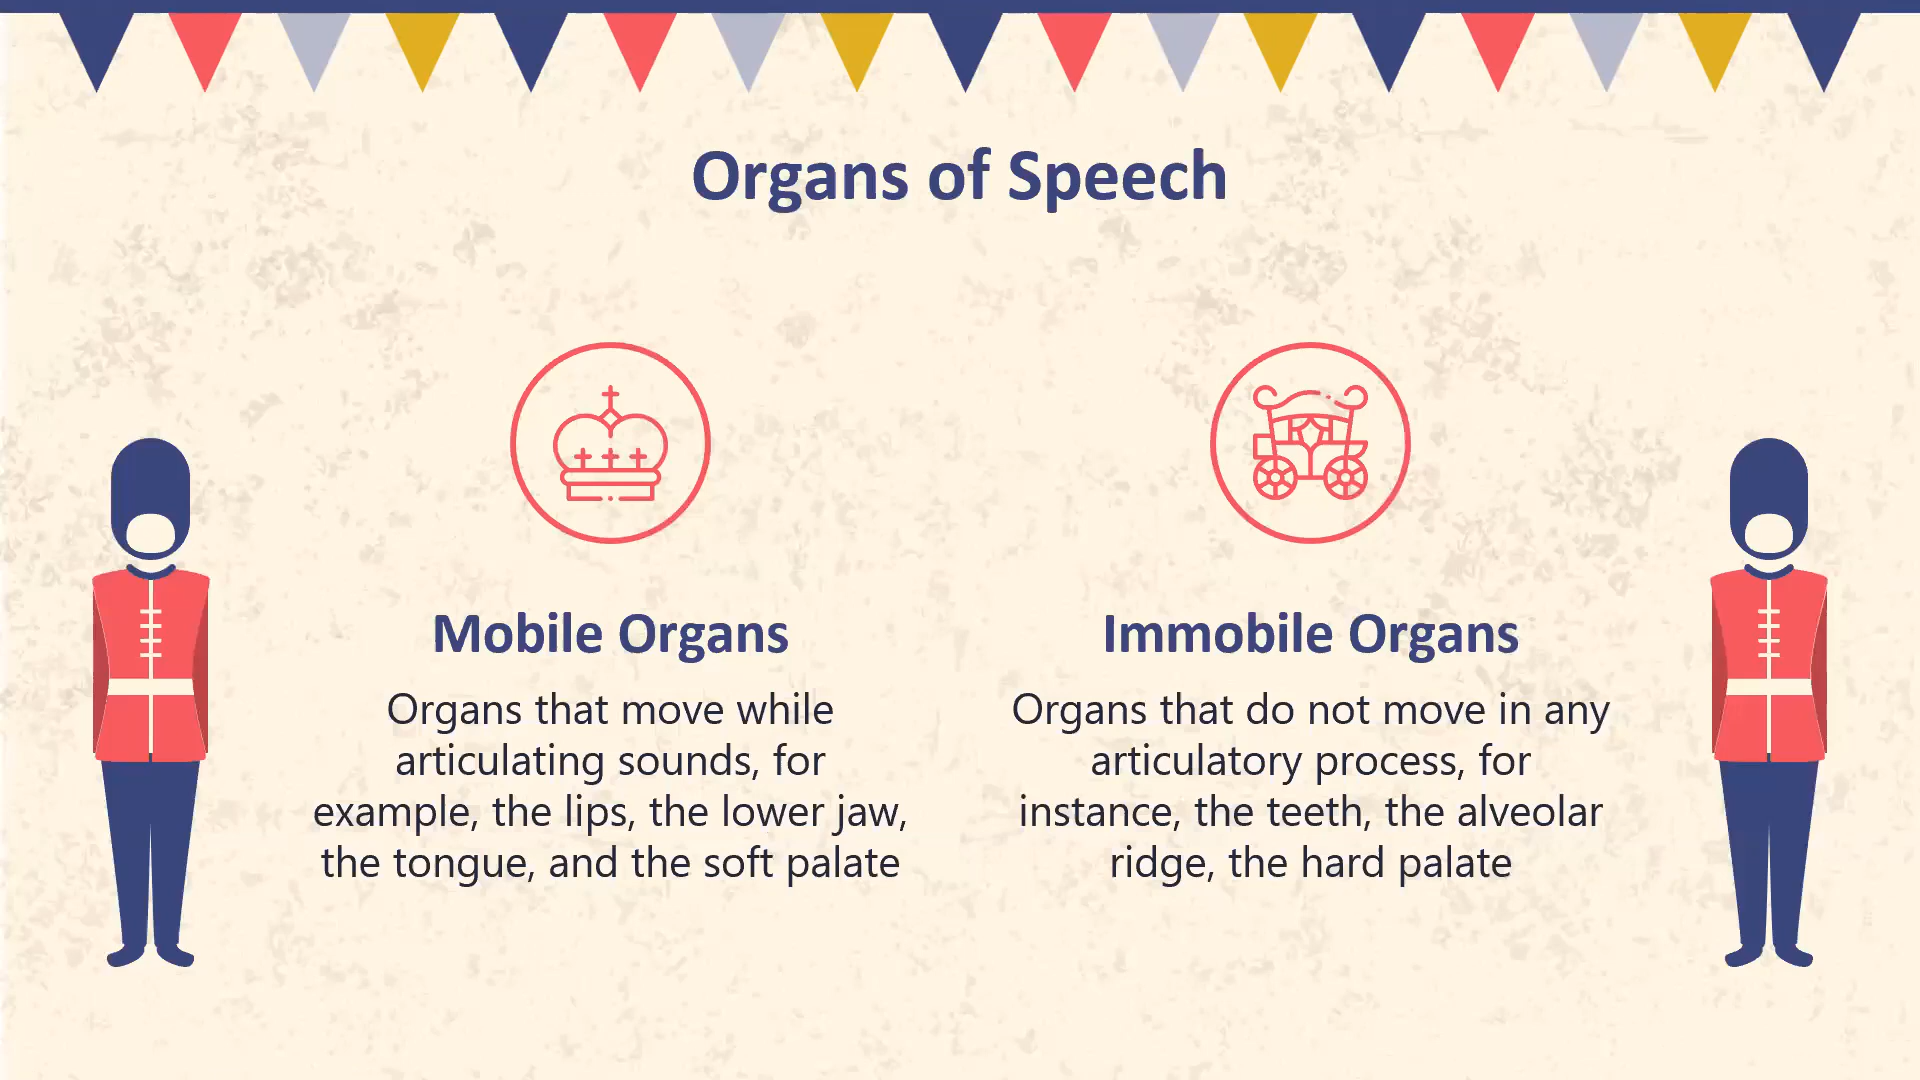 Organs of Speech
Mobile Organs
Organs that move while
articulating sounds, for
example, the lips, the lower jaw,
the tongue, and the soft palate
Immobile Organs
Organs that do not move in any
articulatory process, for
instance, the teeth, the alveolar
ridge, the hard palate